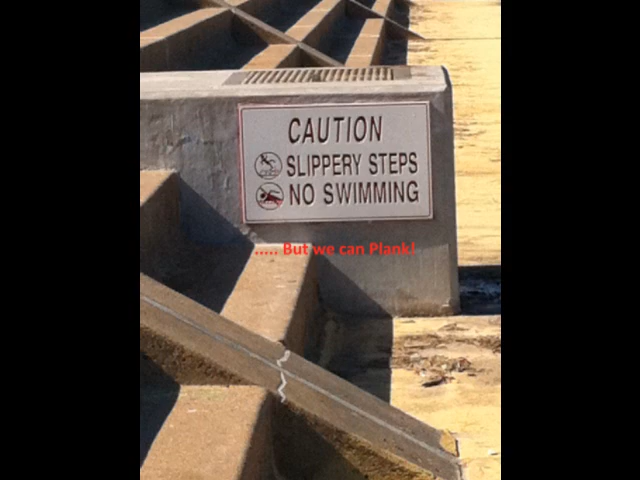 CAUTION
SLIPPERY STEPS
NO SWIMMING
..... But we can Plank!